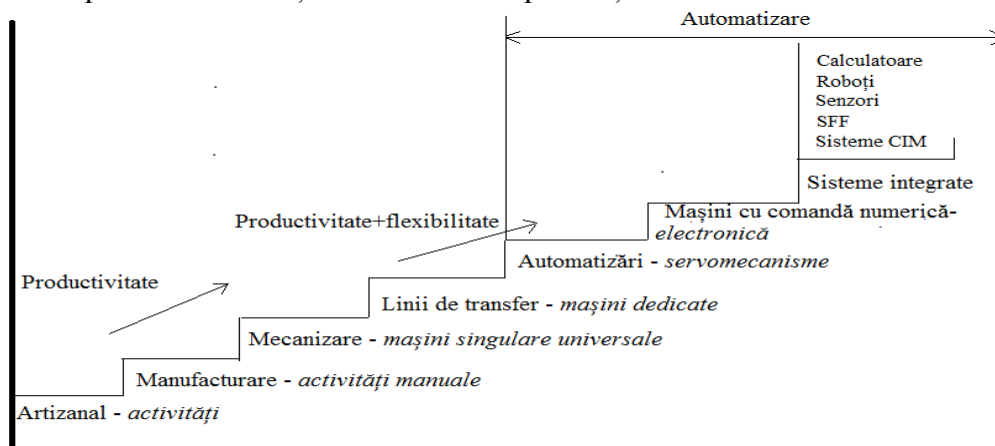 Automatizare
Calculatoare
Roboți
Senzori
SFF
Sisteme CIM
Sisteme integrate
Mașini cu comandă numerică-
electronică
Productivitate+flexibilitate
Automatizări - servomecanisme
Productivitate
Linii de transfer - mașini dedicate
Mecanizare - mașini singulare universale
Manufacturare - activități manuale
Artizanal - activități